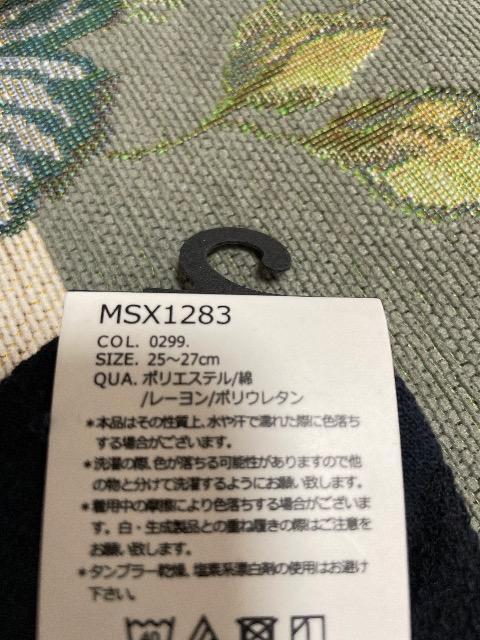 MSX1283
COL. 0299.
SIZE. 25～27cm
QUA. ポリエステル/綿
/レーヨン/ポリウレタン
*本品はその性質上、水や汗で濡れた際に色落ち
する場合がございます。
*洗濯の際、色が落ちる可能性がありますので他
の物と分けて洗濯するようにお願い致します。
*着用中の摩擦により色落ちする場合がございま
す。白・生成製品との重ね履きの際はご注意を
お願い致します。
*タンブラー乾燥、塩素系漂白剤の使用はお避け
下さい。
40